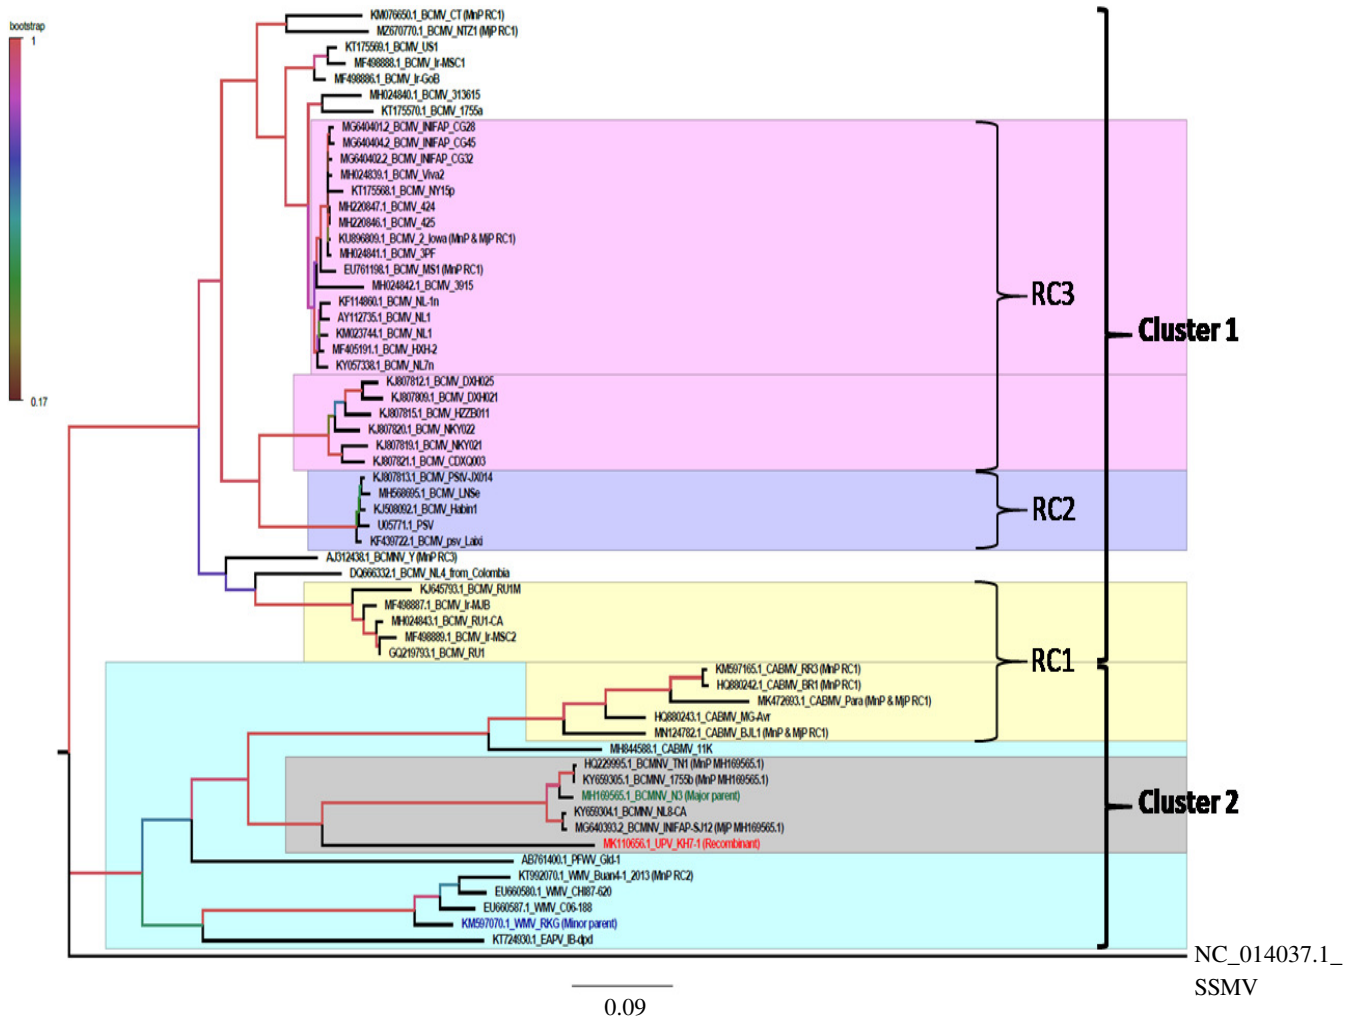 bootstrap
1
0.17
KM076650.1_BCMV_CT (MnP RC1)
MZ670770.1_BCMV_NTZ1 (MjP RC1)
KT175569.1_BCMV_US1
MF498888.1_BCMV_Ir-MSC1
MF498886.1_BCMV_Ir-GoB
MH024840.1_BCMV_313615
KT175570.1_BCMV_1755a
MG640401.2_BCMV_INIFAP_CG28
MG640404.2_BCMV_INIFAP_CG45
MG640402.2_BCMV_INIFAP_CG32
MH024839.1_BCMV_Viva2
KT175568.1_BCMV_NY15p
MH220847.1_BCMV_424
MH220846.1_BCMV_425
KU896809.1_BCMV_2_Iowa (MnP & MjP RC1)
MH024841.1_BCMV_3PF
EU761198.1_BCMV_MS1 (MnP RC1)
MH024842.1_BCMV_3915
KF114860.1_BCMV_NL-1n
AY112735.1_BCMV_NL1
KM023744.1_BCMV_NL1
MF405191.1_BCMV_HXH-2
KY057338.1_BCMV_NL7n
RC3
KJ807812.1_BCMV_DXH025
KJ807809.1_BCMV_DXH021
KJ807815.1_BCMV_HZZB011
KJ807820.1_BCMV_NKY022
KJ807819.1_BCMV_NKY021
KJ807821.1_BCMV_CDXQ003
Cluster 1
KJ807813.1_BCMV_PStV-JX014
MH568695.1_BCMV_LNSe
KJ508092.1_BCMV_Habin1
U05771.1_PSV
KF439722.1_BCMV_psv_Laixi
RC2
AJ312438.1_BCMNV_Y (MnP RC3)
DQ666332.1_BCMV_NL4_from_Colombia
KJ645793.1_BCMV_RU1M
MF498887.1_BCMV_Ir-MJB
MH024843.1_BCMV_RU1-CA
MF498889.1_BCMV_Ir-MSC2
GQ219793.1_BCMV_RU1
RC1
KM597165.1_CABMV_RR3 (MnP RC1)
HQ880242.1_CABMV_BR1 (MnP RC1)
MK472693.1_CABMV_Para (MnP & MjP RC1)
HQ880243.1_CABMV_MG-Avr
MN124782.1_CABMV_BJL1 (MnP & MjP RC1)
MH844588.1_CABMV_11K
HQ229995.1_BCMNV_TN1 (MnP MH169565.1)
KY659305.1_BCMNV_1755b (MnP MH169565.1)
MH169565.1_BCMNV_N3 (Major parent)
KY659304.1_BCMNV_NL8-CA
MG640393.2_BCMNV_INIFAP-SJ12 (MjP MH169565.1)
MK110656.1_UPV_KH7-1 (Recombinant)
Cluster 2
AB761400.1_PFWV_Gld-1
KT992070.1_WMV_Buan4-1_2013 (MnP RC2)
EU660580.1_WMV_CHI87-620
EU660587.1_WMV_C06-188
KM597070.1_WMV_RKG (Minor parent)
KT724930.1_EAPV_IB-dpd
NC_014037.1_
SSMV
0.09